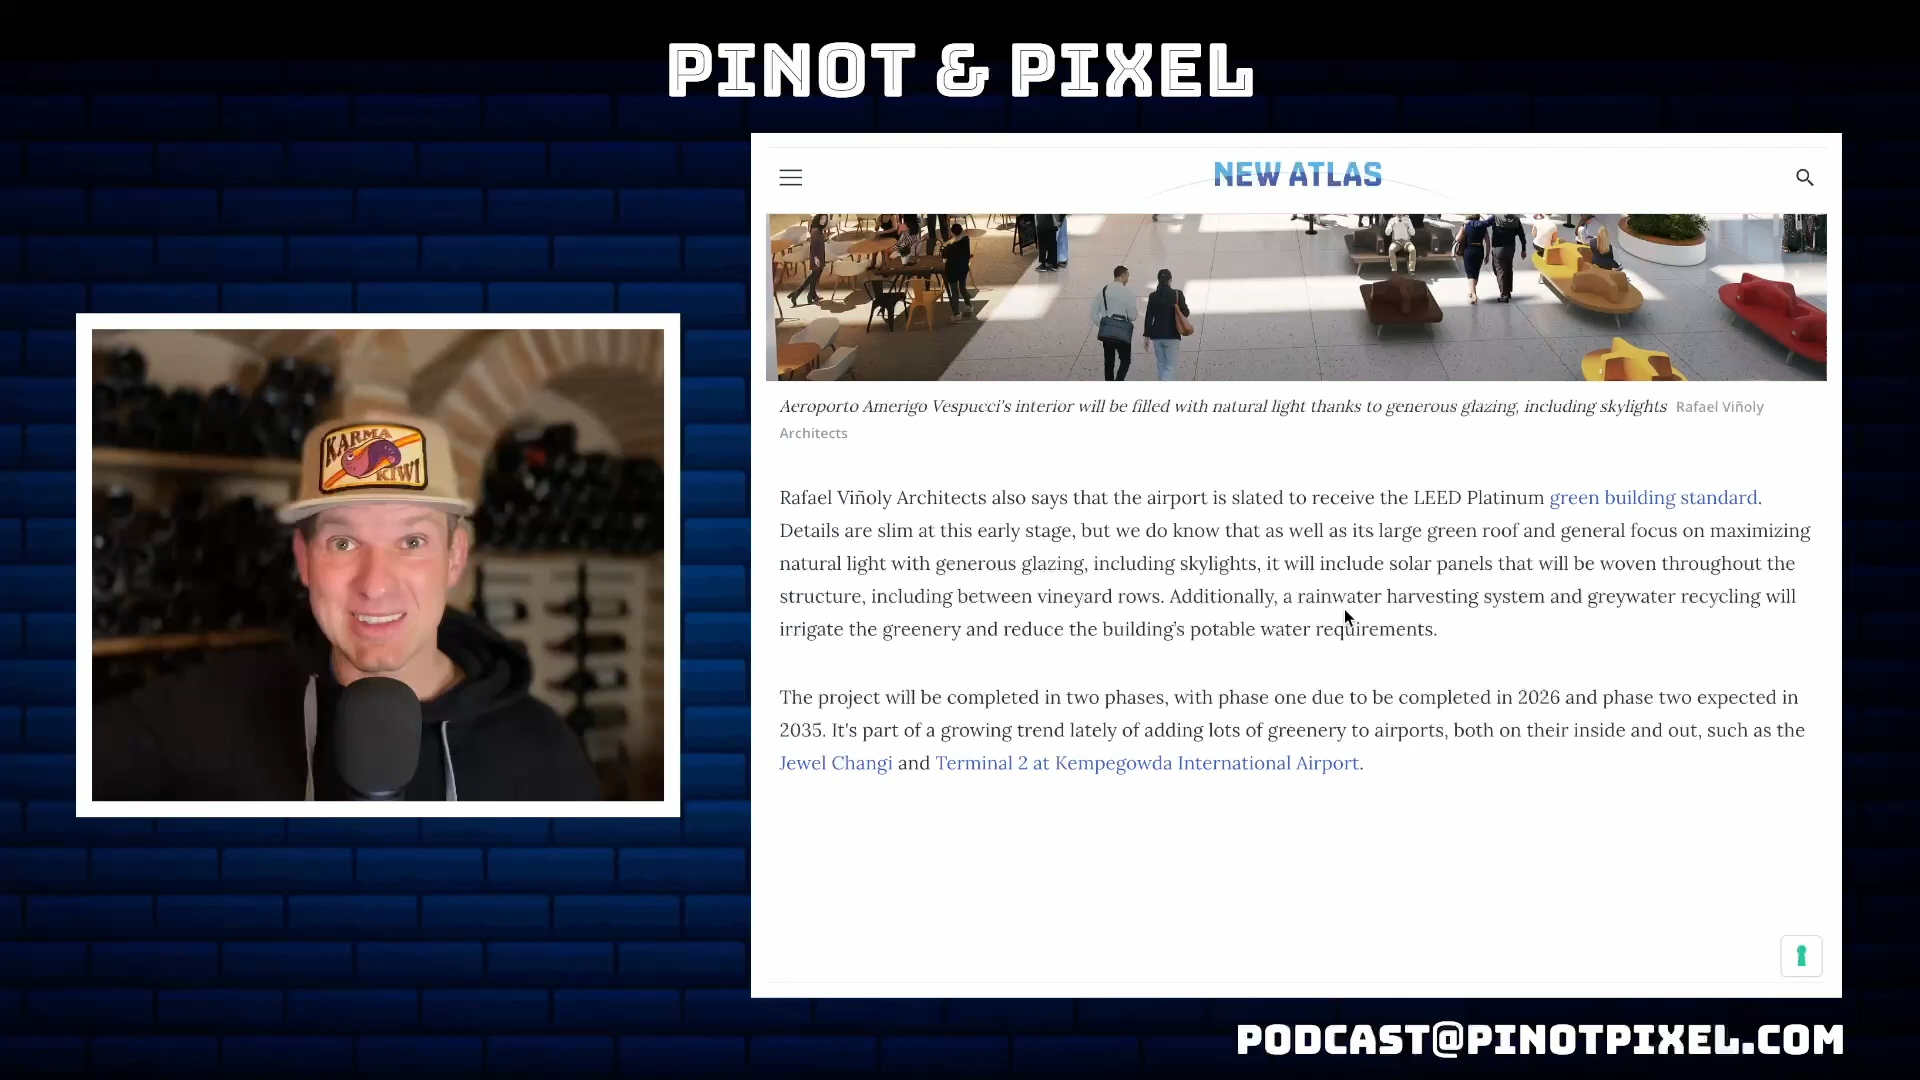 PINOT & PIXEL
NEW ATLAS
KARMA
KIWI
Aeroporto Amerigo Vespucci's interior will be filled with natural light thanks to generous glazing, including skylights Rafael Viñoly
Architects
Rafael Viñoly Architects also says that the airport is slated to receive the LEED Platinum green building standard.
Details are slim at this early stage, but we do know that as well as its large green roof and general focus on maximizing
natural light with generous glazing, including skylights, it will include solar panels that will be woven throughout the
structure, including between vineyard rows. Additionally, a rainwater harvesting system and greywater recycling will
irrigate the greenery and reduce the building's potable water requirements.
The project will be completed in two phases, with phase one due to be completed in 2026 and phase two expected in
2035. It's part of a growing trend lately of adding lots of greenery to airports, both on their inside and out, such as the
Jewel Changi and Terminal 2 at Kempegowda International Airport.
PODCAST@PINOTPIXEL.COM